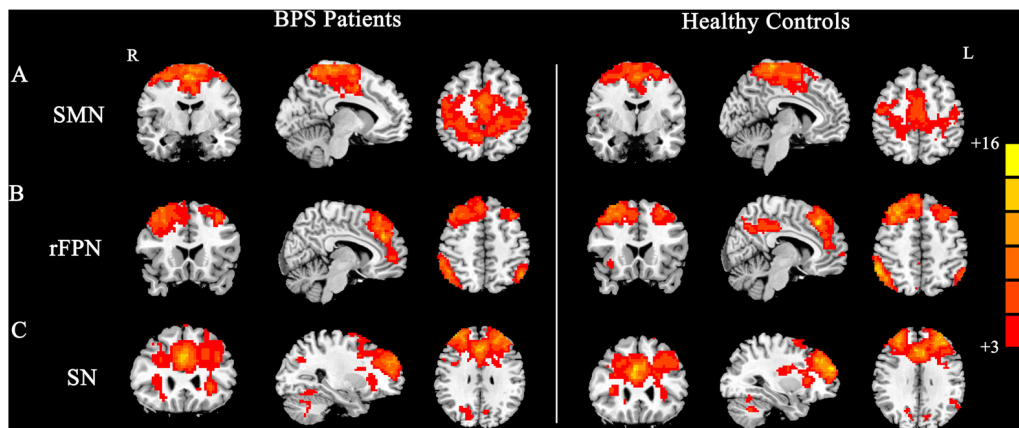 BPS Patients
Healthy Controls
R
L
A
SMN
+16
B
rFPN
C
SN
+3